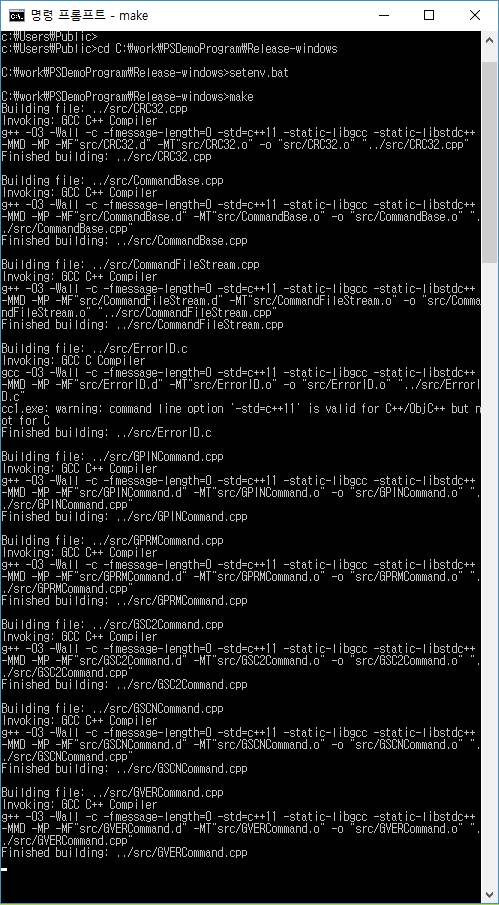 명령 프롬프트 - make
c:₩Users₩Public>
c:₩Users₩Public>cd C:₩work₩PSDemoProgram₩Release-windows
C:₩work₩PSDemoProgram₩Release-windows>setenv.bat
C:₩work₩PSDemoProgram₩Release-windows>make
Building file: ../src/CRC32.cpp
Invoking: GCC C++ Compiler
g++ -O3 -Wall -c -fmessage-length=0 -std=c++11 -static-libgcc -static-libstdc++
-MMD -MP -MF"src/CRC32.d" -MT"src/CRC32.o" -o "src/CRC32.o" "../src/CRC32.cpp"
Finished building: ../src/CRC32.cpp
Building file: ../src/CommandBase.cpp
Invoking: GCC C++ Compiler
g++ -O3 -Wall -c -fmessage-length=0 -std=c++11 -static-libgcc -static-libstdc++
-MMD -MP -MF"src/CommandBase.d" -MT"src/CommandBase.o" -o "src/CommandBase.o" ".
./src/CommandBase.cpp"
Finished building: ../src/CommandBase.cpp
Building file: ../src/CommandFileStream.cpp
Invoking: GCC C++ Compiler
g++ -O3 -Wall -c -fmessage-length=0 -std=c++11 -static-libgcc -static-libstdc++
-MMD -MP -MF"src/CommandFileStream.d" -MT"src/CommandFileStream.o" -o "src/Comma
ndFileStream.o" "../src/CommandFileStream.cpp"
Finished building: ../src/CommandFileStream.cpp
Building file: ../src/ErrorID.c
Invoking: GCC C Compiler
gcc -O3 -Wall -c -fmessage-length=0 -std=c++11 -static-libgcc -static-libstdc++
-MMD -MP -MF"src/ErrorID.d" -MT"src/ErrorID.o" -o "src/ErrorID.o" "../src/ErrorI
D.c"
cc1.exe: warning: command line option '-std=c++11' is valid for C++/ObjC++ but n
ot for C
Finished building: ../src/ErrorID.c
Building file: ../src/GPINCommand.cpp
Invoking: GCC C++ Compiler
g++ -O3 -Wall -c -fmessage-length=0 -std=c++11 -static-libgcc -static-libstdc++
-MMD -MP -MF"src/GPINCommand.d" -MT"src/GPINCommand.o" -o "src/GPINCommand.o" ".
./src/GPINCommand.cpp"
Finished building: ../src/GPINCommand.cpp
Building file: ../src/GPRMCommand.cpp
Invoking: GCC C++ Compiler
g++ -O3 -Wall -c -fmessage-length=0 -std=c++11 -static-libgcc -static-libstdc++
-MMD -MP -MF"src/GPRMCommand.d" -MT"src/GPRMCommand.o" -o "src/GPRMCommand.o" ".
./src/GPRMCommand.cpp"
Finished building: ../src/GPRMCommand.cpp
Building file: ../src/GSC2Command.cpp
Invoking: GCC C++ Compiler
g++ -O3 -Wall -c -fmessage-length=0 -std=c++11 -static-libgcc -static-libstdc++
-MMD -MP -MF"src/GSC2Command.d" -MT"src/GSC2Command.o" -o "src/GSC2Command.o" ".
./src/GSC2Command.cpp"
Finished building: ../src/GSC2Command.cpp
Building file: ../src/GSCNCommand.cpp
Invoking: GCC C++ Compiler
g++ -O3 -Wall -c -fmessage-length=0 -std=c++11 -static-libgcc -static-libstdc++
-MMD -MP -MF"src/GSCNCommand.d" -MT"src/GSCNCommand.o" -o "src/GSCNCommand.o" ".
./src/GSCNCommand.cpp"
Finished building: ../src/GSCNCommand.cpp
Building file: ../src/GVERCommand.cpp
Invoking: GCC C++ Compiler
g++ -O3 -Wall -c -fmessage-length=0 -std=c++11 -static-libgcc -static-libstdc++
-MMD -MP -MF"src/GVERCommand.d" -MT"src/GVERCommand.o" -o "src/GVERCommand.o" ".
./src/GVERCommand.cpp"
Finished building: ../src/GVERCommand.cpp